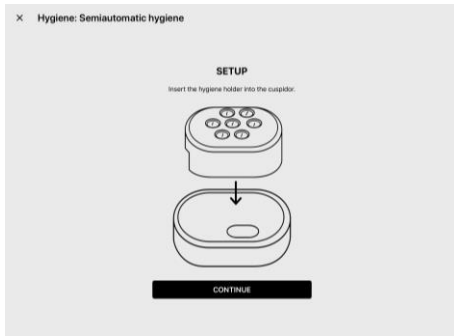 × Hygiene: Semiautomatic hygiene
SETUP
Insert the hygiene holder into the cuspidor.
CONTINUE